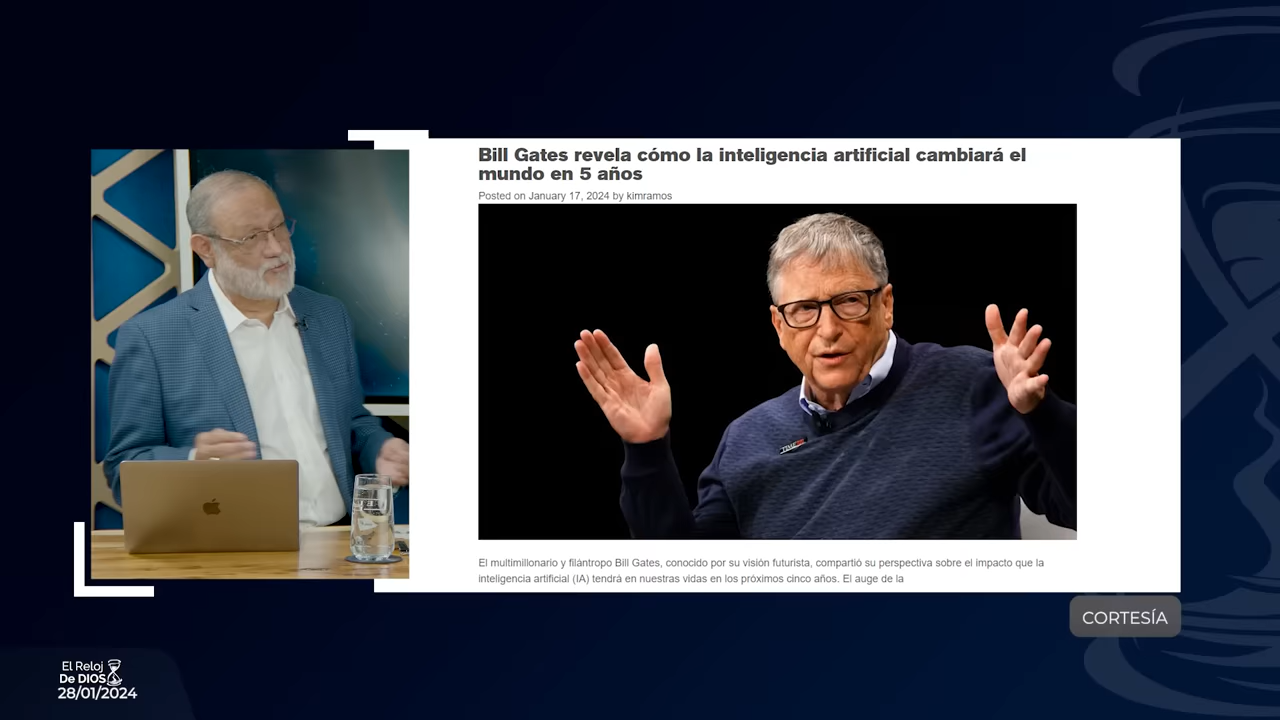 Bill Gates revela cómo la inteligencia artificial cambiará el
mundo en 5 años
Posted on January 17, 2024 by kimramos
El multimillonario y filántropo Bill Gates, conocido por su visión futurista, compartió su perspectiva sobre el impacto que la
inteligencia artificial (IA) tendrá en nuestras vidas en los próximos cinco años. El auge de la
CORTESÍA
El Reloj
De DIOS
28/01/2024